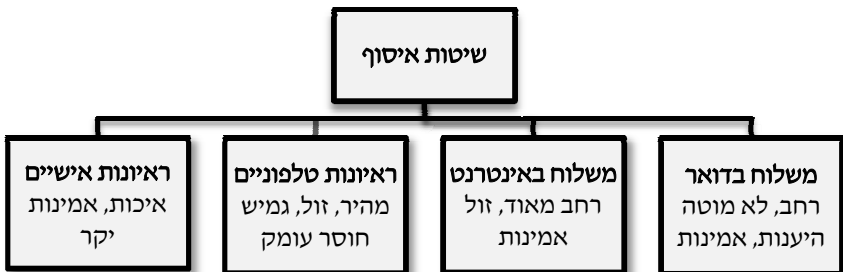 שיטות איסוף
משלוח בדואר
רחב, לא מוטה
היענות, אמינות
משלוח באינטרנט
רחב מאוד, זול
אמינות
ראיונות טלפוניים
מהיר, זול, גמיש
חוסר עומק
ראיונות אישיים
איכות, אמינות
יקר